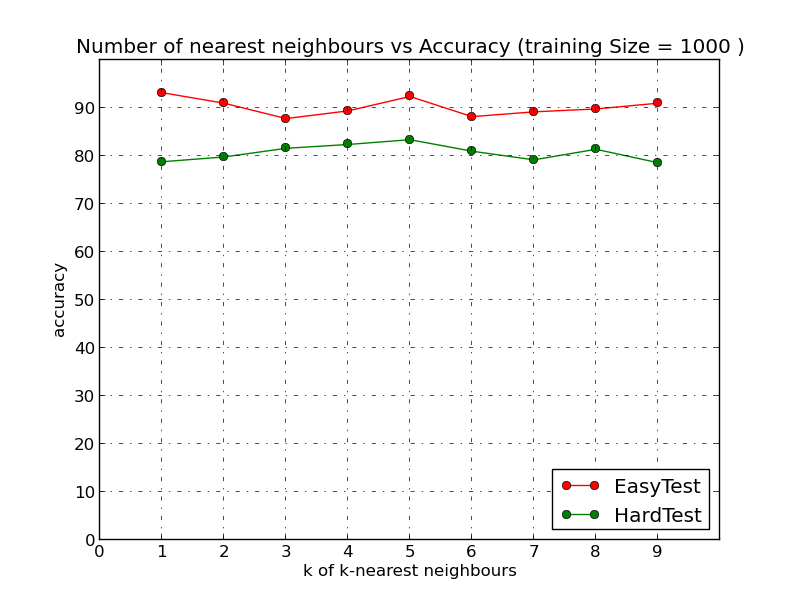 Number of nearest neighbours vs Accuracy (training Size = 1000 )
90
80
70
60
50
40
30
20
10
0
accuracy
0 1 2 3 4 5 6 7 8 9
k of k-nearest neighbours
EasyTest
HardTest